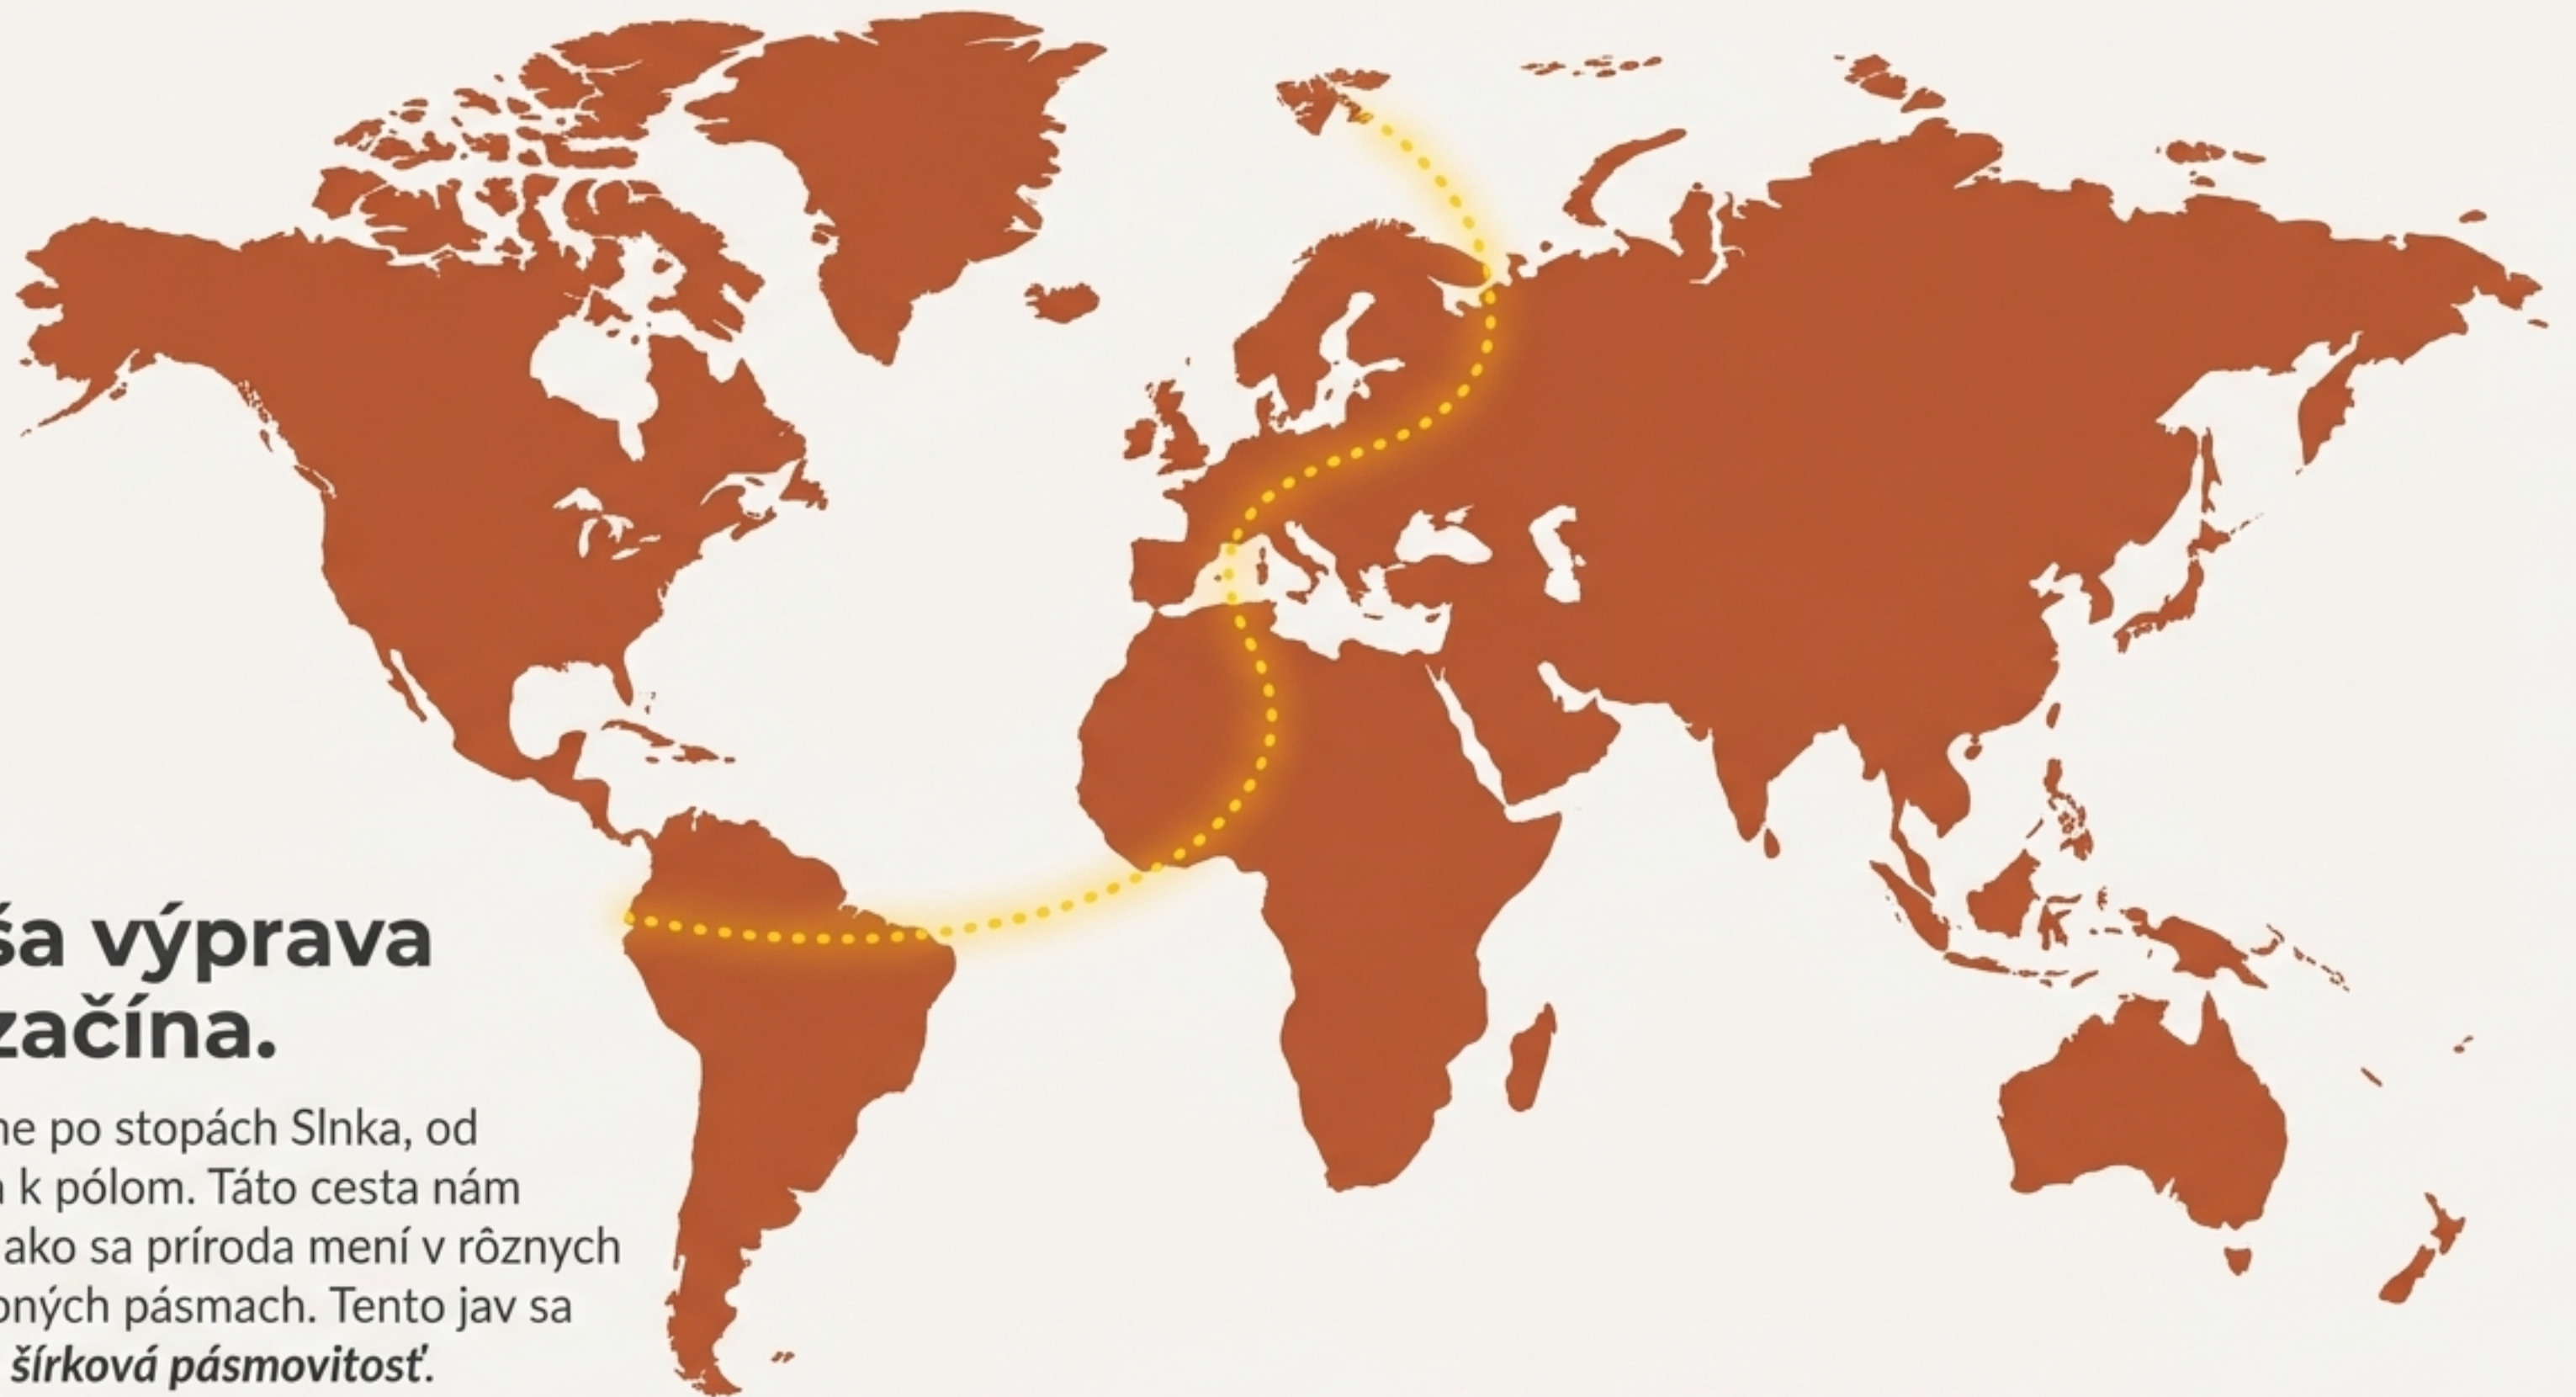 ša výprava
začína.
ne po stopách Slnka, od
k pólom. Táto cesta nám
ako sa príroda mení v rôznych
bných pásmach. Tento jav sa
šírková pásmovitosť.